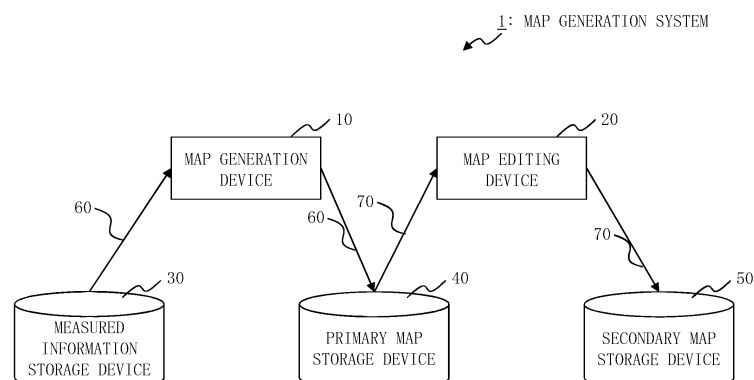 1: MAP GENERATION SYSTEM
10
20
MAP GENERATION
DEVICE
MAP EDITING
DEVICE
60
60
70
70
30
40
50
MEASURED
INFORMATION
STORAGE DEVICE
PRIMARY MAP
STORAGE DEVICE
SECONDARY MAP
STORAGE DEVICE